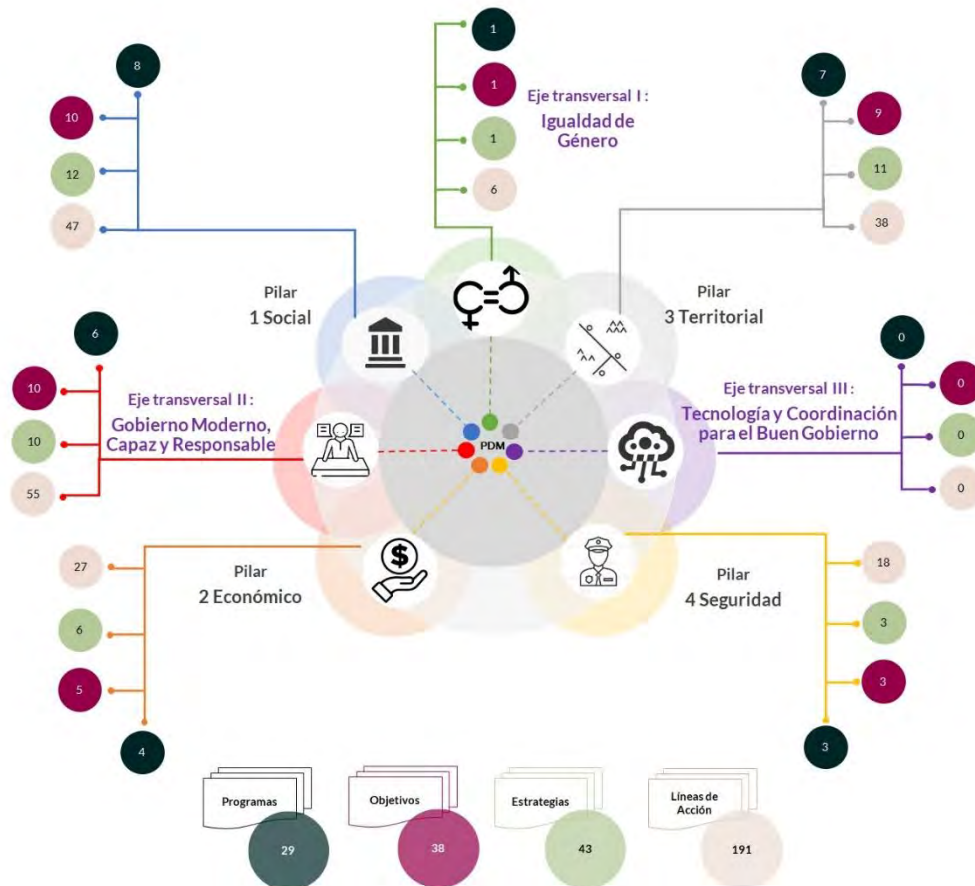 1
1
1
6
Eje transversal I :
Igualdad de
Género
8
10
12
47
Pilar
1 Social
7
9
11
38
Pilar
3 Territorial
6
10
10
55
Eje transversal II :
Gobierno Moderno,
Capaz y Responsable
PDM
Eje transversal III :
Tecnología y Coordinación
para el Buen Gobierno
0
0
0
0
$
27
6
5
4
Pilar
2 Económico
Pilar
4 Seguridad
18
3
3
3
Programas
29
Objetivos
38
Estrategias
43
Líneas de
Acción
191